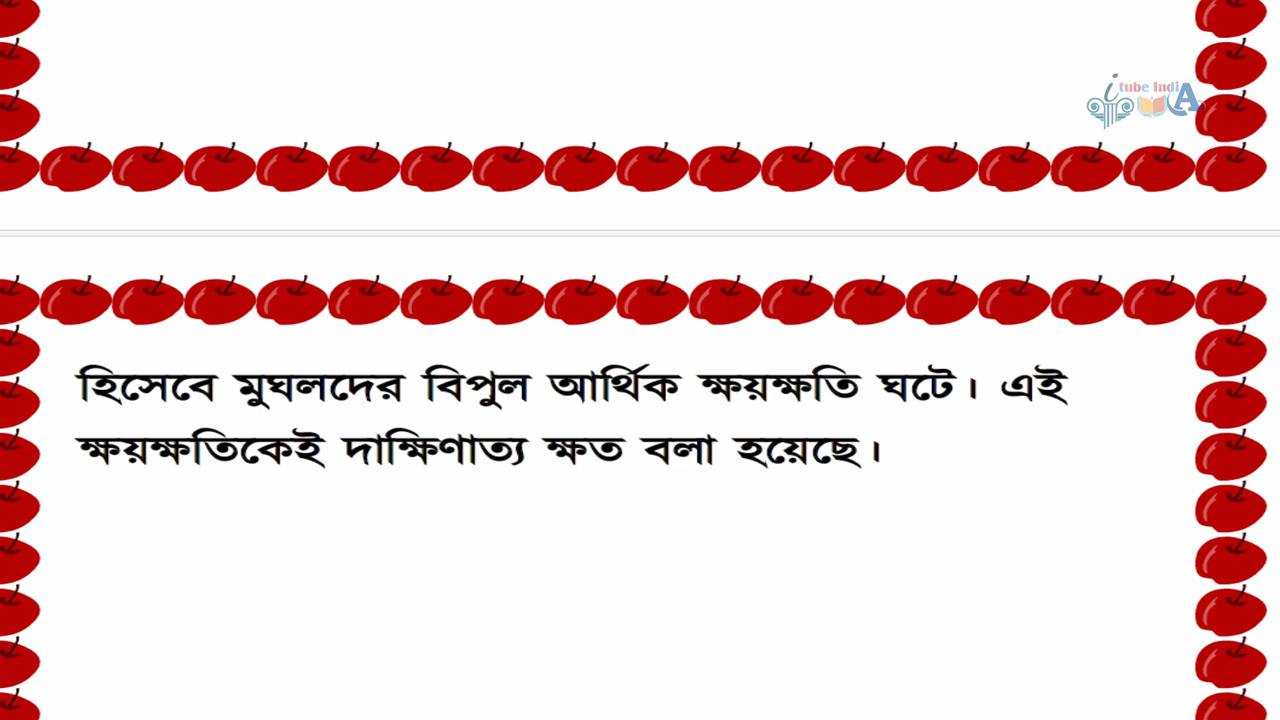 itube IndiA
হিসেবে মুঘলদের বিপুল আর্থিক ক্ষয়ক্ষতি ঘটে। এই
ক্ষয়ক্ষতিকেই দাক্ষিণাত্য ক্ষত বলা হয়েছে।